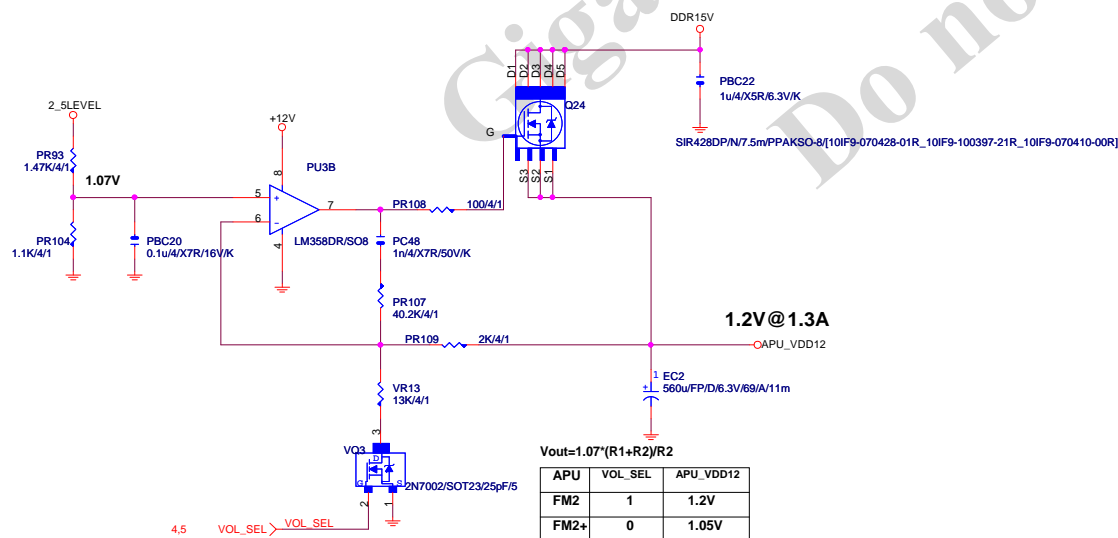 Giga
Do no
DDR15V
D1
D2
D3
D4
D5
PBC22
1u/4/X5R/6.3V/K
2_5LEVEL
+12V
Q24
G
SIR428DP/N/7.5m/PPAKSO-8/[10IF9-070428-01R_10IF9-100397-21R_10IF9-070410-00R]
PR93
1.47K/4/1
PU3B
8
S3
S2
S1
1.07V
5
+
7
PR108
100/4/1
6
-
PR104
1.1K/4/1
PBC20
0.1u/4/X7R/16V/K
4
LM358DR/SO8
PC48
1n/4/X7R/50V/K
PR107
40.2K/4/1
1.2V@1.3A
PR109
2K/4/1
APU_VDD12
VR13
13K/4/1
1
+
EC2
560u/FP/D/6.3V/69/A/11m
3
VQ3
D
G
S
2N7002/SOT23/25pF/5
2
1
Vout=1.07*(R1+R2)/R2
APU VOL_SEL APU_VDD12
FM2 1 1.2V
FM2+ 0 1.05V
4,5 VOL_SEL VOL_SEL